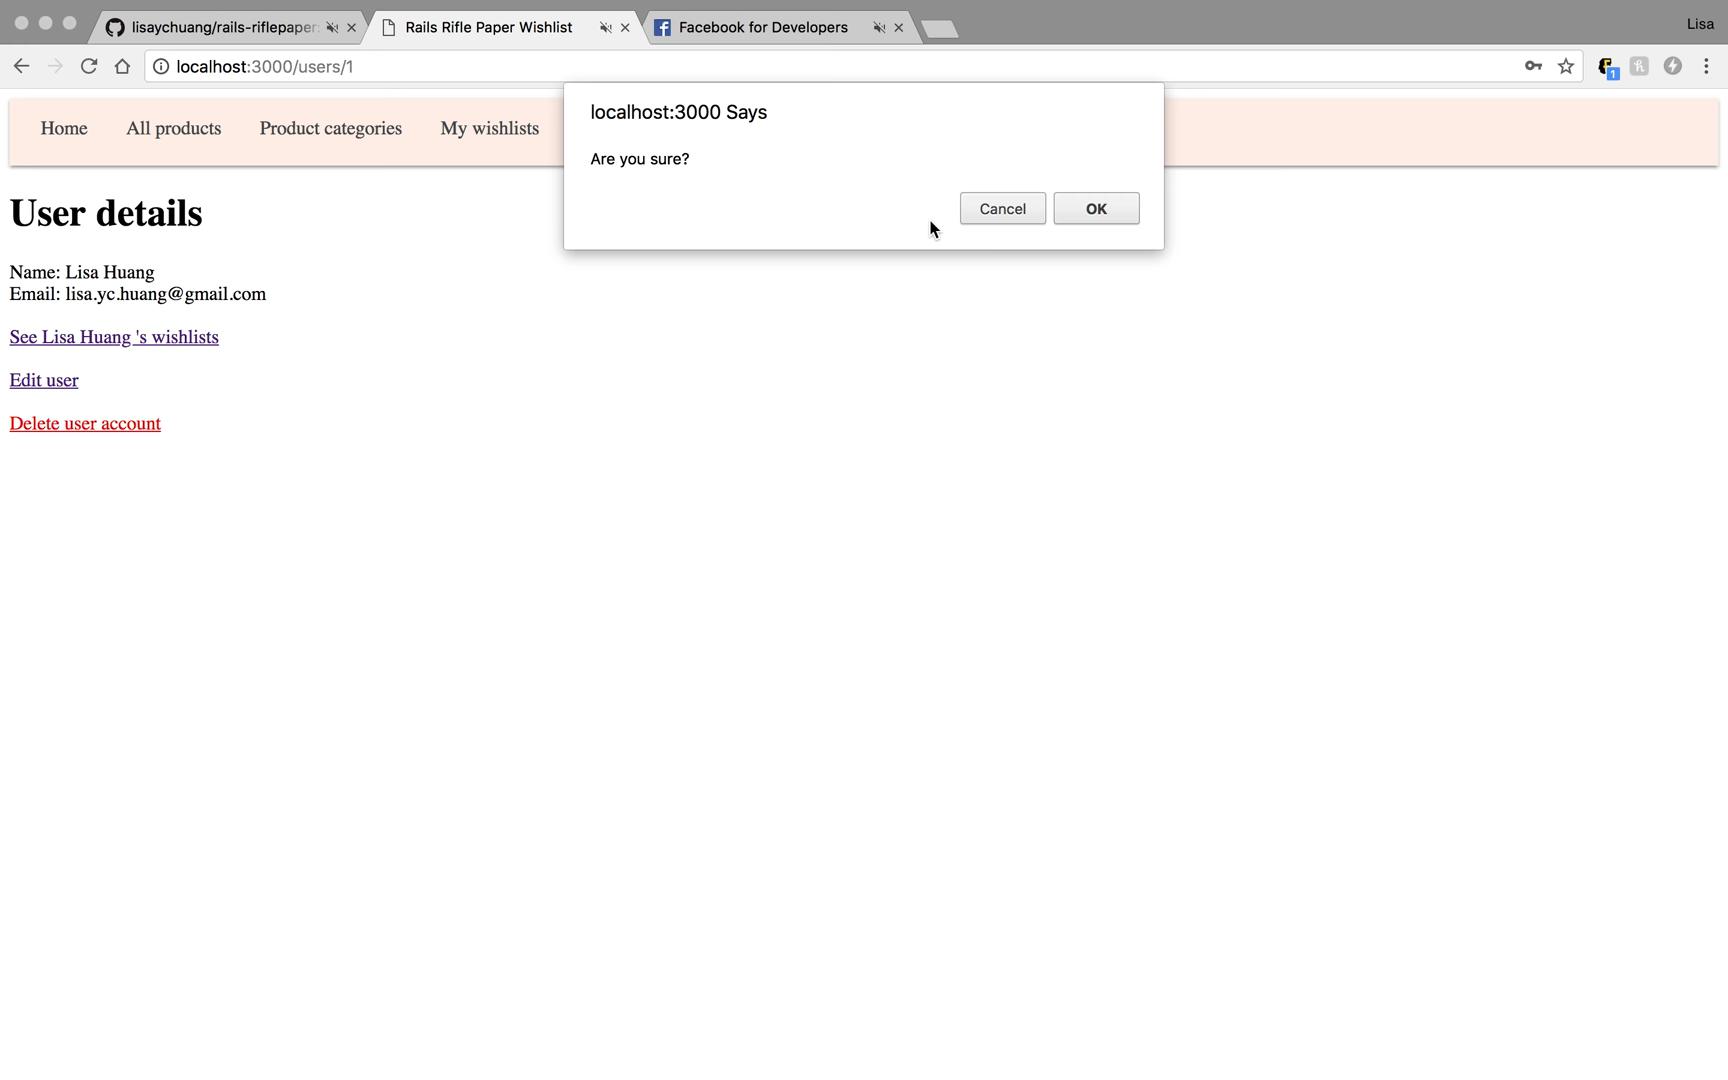 lisaychuang/rails-riflepaper
Rails Rifle Paper Wishlist
Facebook for Developers
Lisa
localhost:3000/users/1
1
Home
All products
Product categories
My wishlists
localhost:3000 Says
Are you sure?
Cancel
OK
User details
Name: Lisa Huang
Email: lisa.yc.huang@gmail.com
See Lisa Huang 's wishlists
Edit user
Delete user account